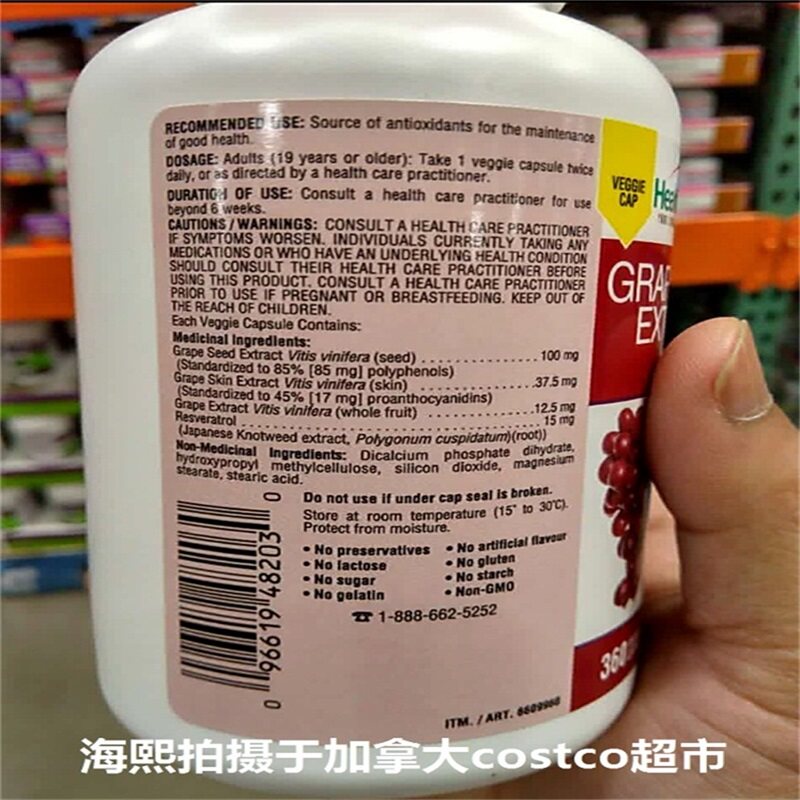 RECOMMENDED USE: Source of antioxidants for the maintenance
of good health.
DOSAGE: Adults (19 years or older): Take 1 veggie capsule twice
daily, or as directed by a health care practitioner.
DURATION OF USE: Consult a health care practitioner for use
beyond 6 weeks.
CAUTIONS / WARNINGS: CONSULT A HEALTH CARE PRACTITIONER
IF SYMPTOMS WORSEN. INDIVIDUALS CURRENTLY TAKING ANY
MEDICATIONS OR WHO HAVE AN UNDERLYING HEALTH CONDITION
SHOULD CONSULT THEIR HEALTH CARE PRACTITIONER BEFORE
USING THIS PRODUCT. CONSULT A HEALTH CARE PRACTITIONER
PRIOR TO USE IF PREGNANT OR BREASTFEEDING. KEEP OUT OF
THE REACH OF CHILDREN.
Each Veggie Capsule Contains:
Medicinal Ingredients:
Grape Seed Extract Vitis vinifera (seed) .................. 100 mg
(Standardized to 85% [85 mg] polyphenols)
Grape Skin Extract Vitis vinifera (skin) .................. 37.5 mg
(Standardized to 45% [17 mg] proanthocyanidins)
Grape Extract Vitis vinifera (whole fruit) .................. 12.5 mg
Resveratrol .................. 15 mg
(Japanese Knotweed extract, Polygonum cuspidatum)(root))
Non-Medicinal Ingredients: Dicalcium phosphate dihydrate,
hydroxypropyl methylcellulose, silicon dioxide, magnesium
stearate, stearic acid.
Do not use if under cap seal is broken.
Store at room temperature (15° to 30°C).
Protect from moisture.
• No preservatives • No artificial flavour
• No lactose • No gluten
• No sugar • No starch
• No gelatin • Non-GMO
☎ 1-888-662-5252
0 96619 48203 0
ITM. / ART.
VEGGIE
CAP
GRA
EX
360
海熙拍摄于加拿大costco超市